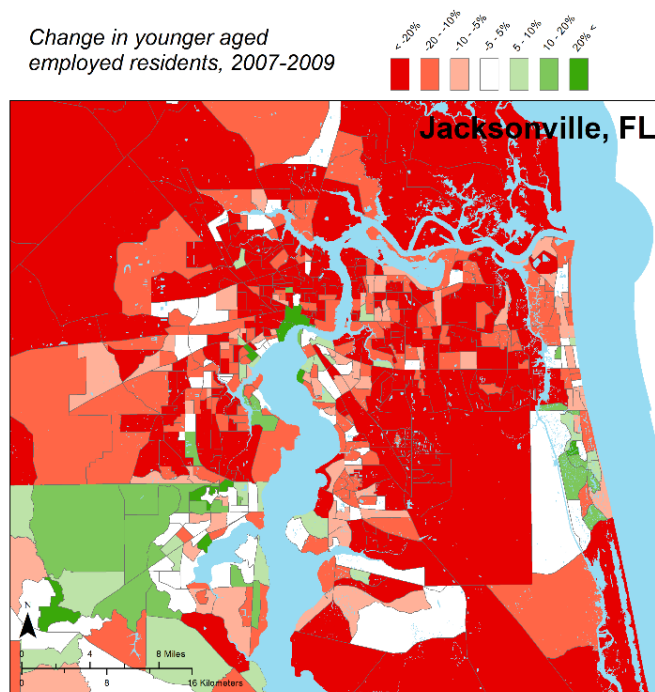 Change in younger aged
employed residents, 2007-2009
< -20%
-20 - -10%
-10 - -5%
-5 - 5%
5 - 10%
10 - 20%
20% <
Jacksonville, FL
N
0 4 8 Miles
0 8 16 Kilometers